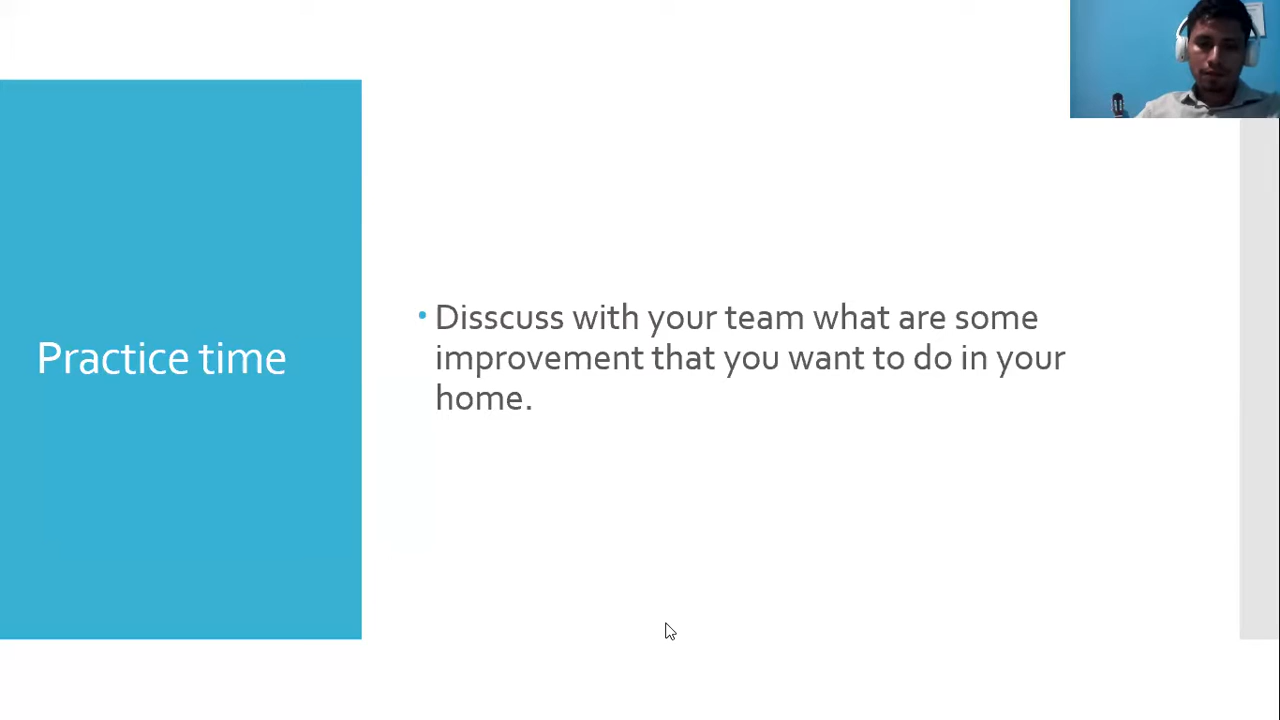 Practice time
• Disscuss with your team what are some
improvement that you want to do in your
home.